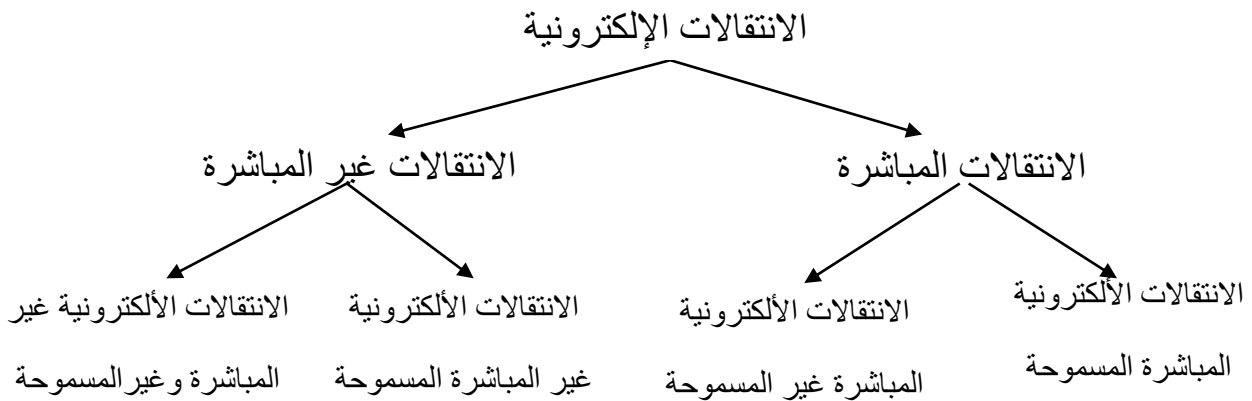 الانتقالات الإلكترونية
الانتقالات المباشرة
الانتقالات غير المباشرة
الانتقالات الألكترونية
المباشرة المسموحة
الانتقالات الألكترونية
المباشرة غير المسموحة
الانتقالات الألكترونية
غير المباشرة المسموحة
الانتقالات الألكترونية غير
المباشرة وغيرالمسموحة